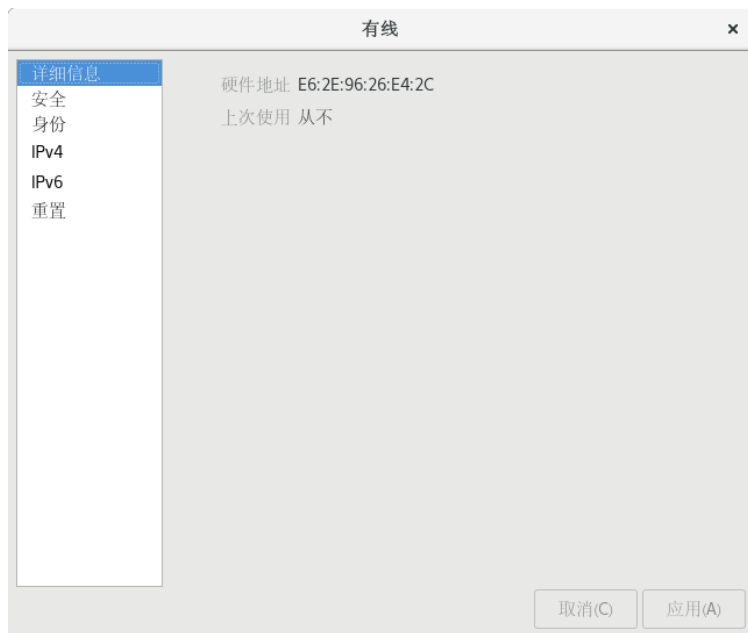 有线
×
详细信息
安全
身份
IPv4
IPv6
重置
硬件地址 E6:2E:96:26:E4:2C
上次使用 从不
取消(C) 应用(A)